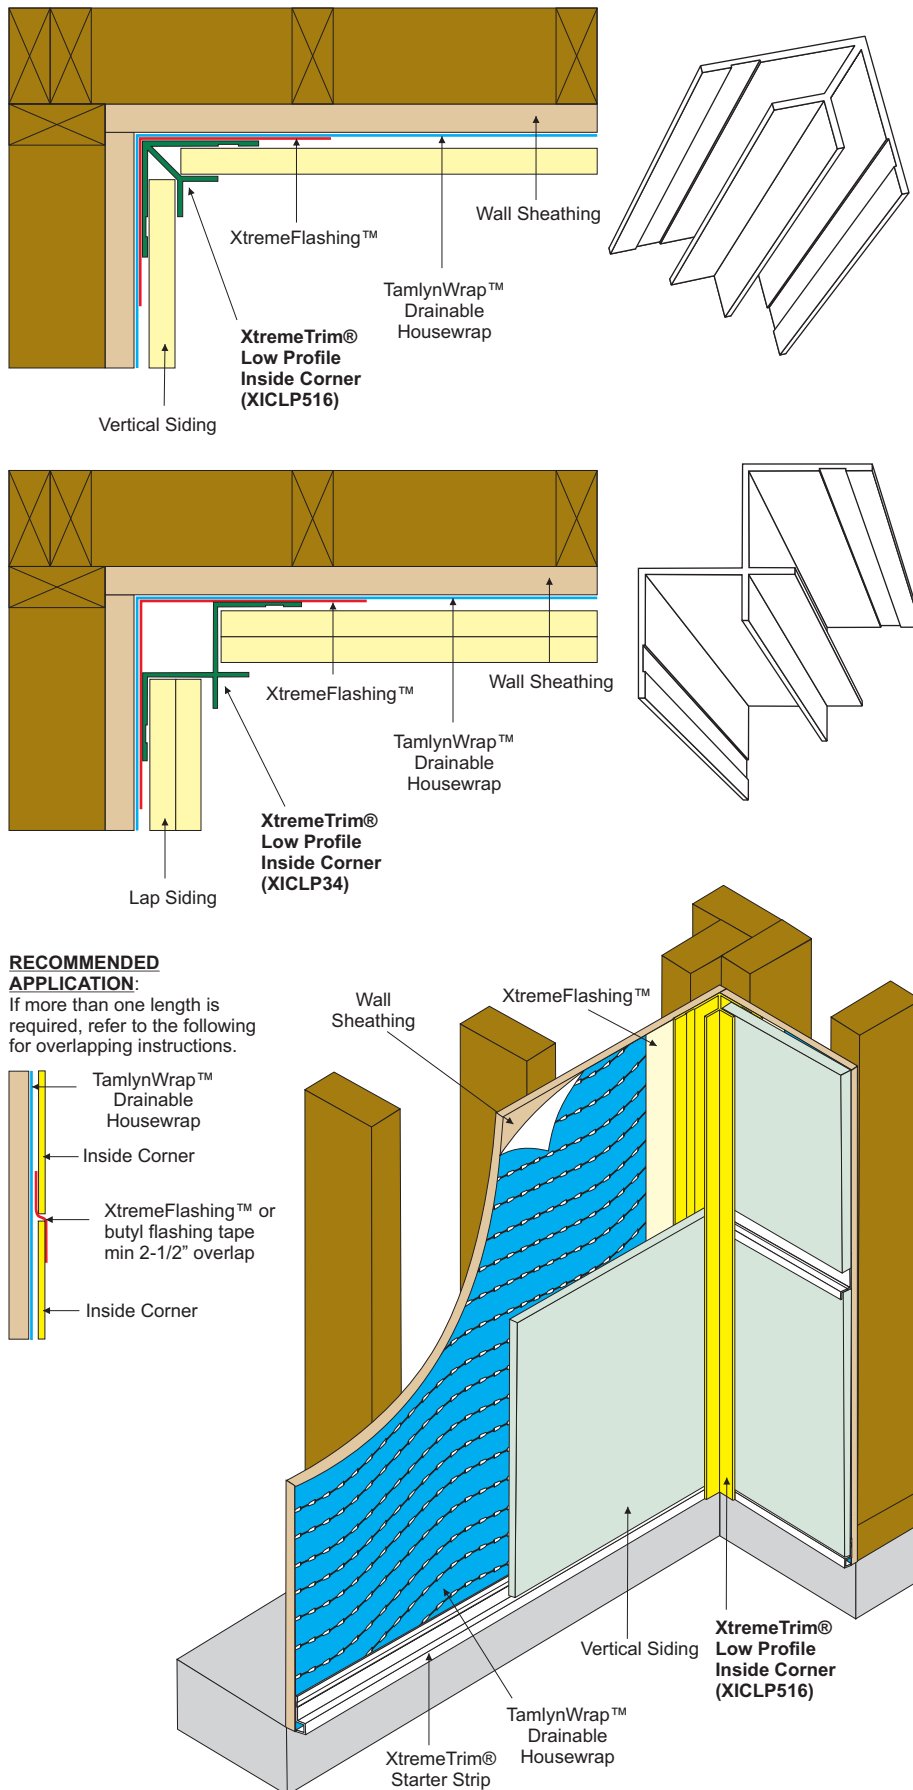 Wall Sheathing
XtremeFlashing™
TamlynWrap™
Drainable
Housewrap
XtremeTrim®
Low Profile
Inside Corner
(XICLP516)
Vertical Siding
Wall Sheathing
XtremeFlashing™
TamlynWrap™
Drainable
Housewrap
XtremeTrim®
Low Profile
Inside Corner
(XICLP34)
Lap Siding
RECOMMENDED
APPLICATION:
If more than one length is
required, refer to the following
for overlapping instructions.
TamlynWrap™
Drainable
Housewrap
Inside Corner
XtremeFlashing™ or
butyl flashing tape
min 2-1/2” overlap
Inside Corner
Wall
Sheathing
XtremeFlashing™
Vertical Siding
XtremeTrim®
Low Profile
Inside Corner
(XICLP516)
TamlynWrap™
Drainable
Housewrap
XtremeTrim®
Starter Strip